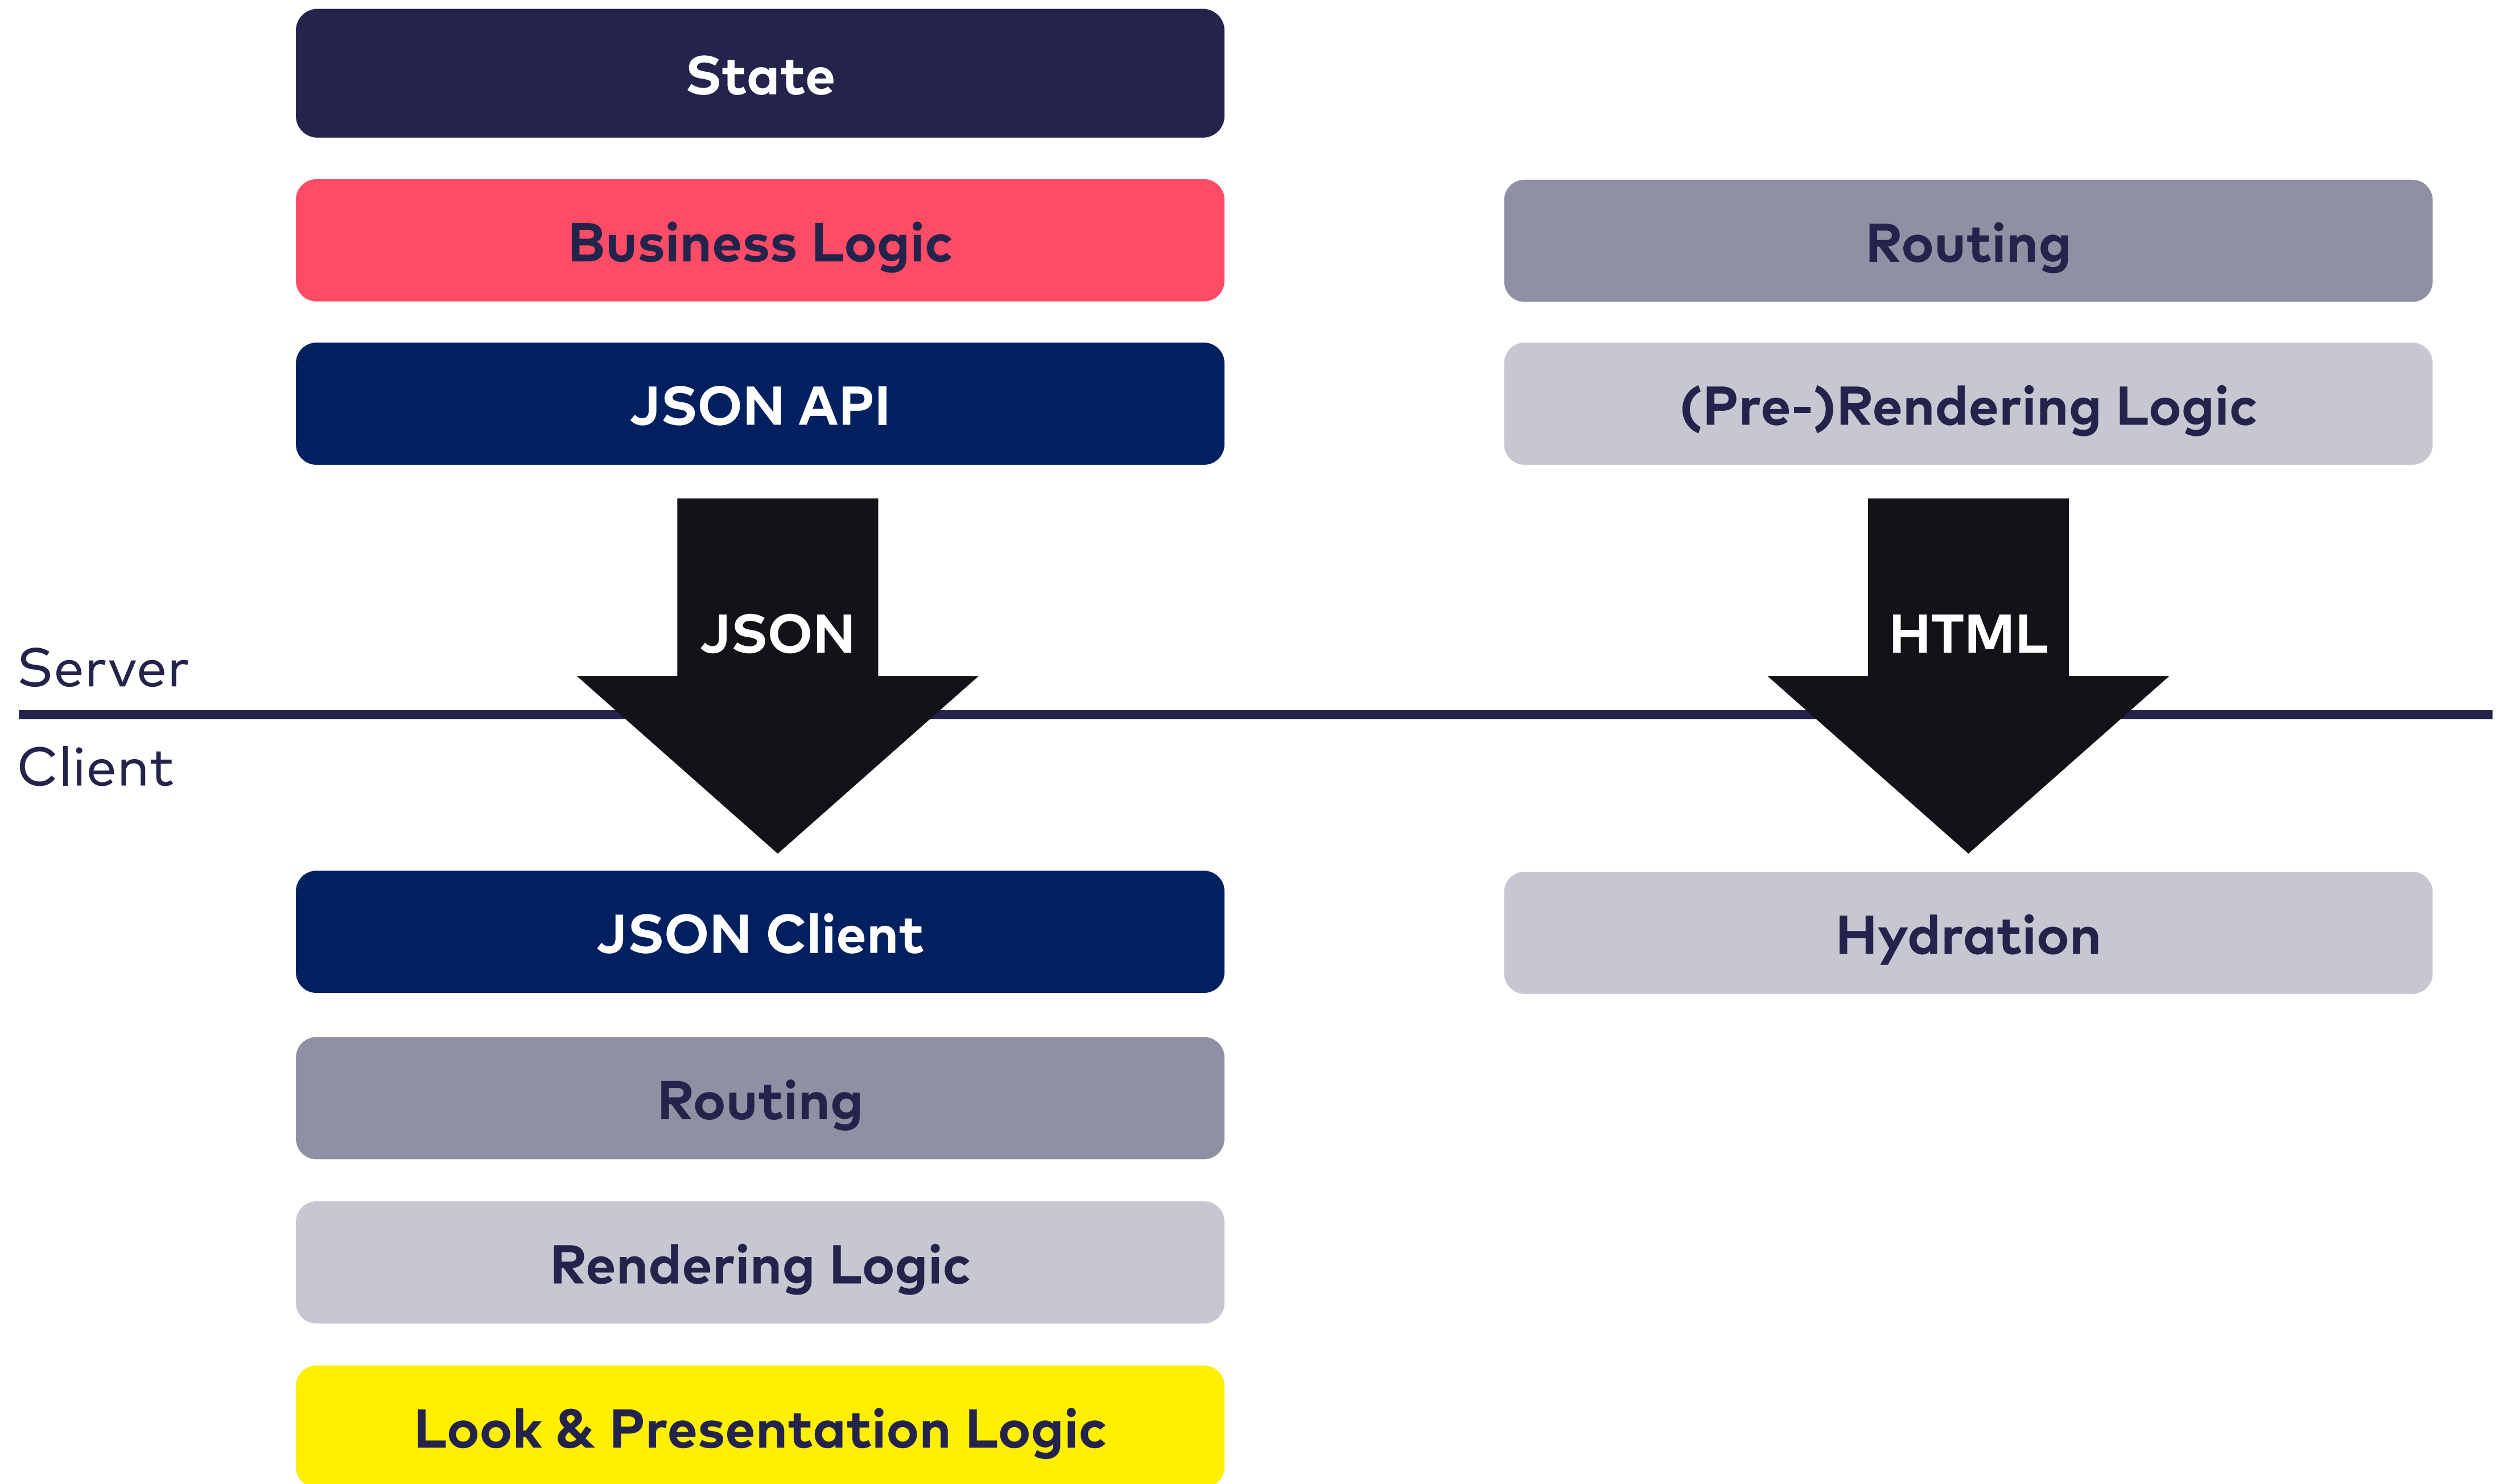 State
Business Logic
Routing
JSON API
(Pre-)Rendering Logic
JSON
HTML
Server
Client
JSON Client
Hydration
Routing
Rendering Logic
Look & Presentation Logic